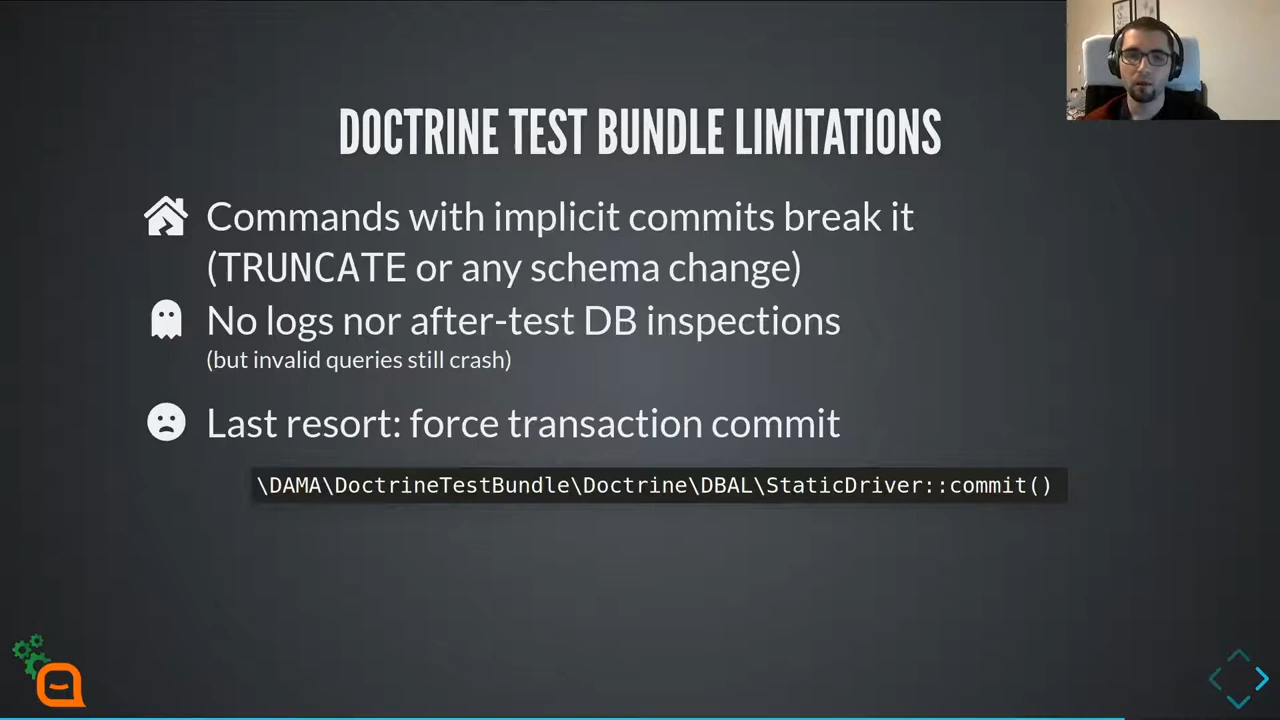 DOCTRINE TEST BUNDLE LIMITATIONS
Commands with implicit commits break it
(TRUNCATE or any schema change)
No logs nor after-test DB inspections
(but invalid queries still crash)
Last resort: force transaction commit
\DAMA\DoctrineTestBundle\Doctrine\DBAL\StaticDriver::commit()